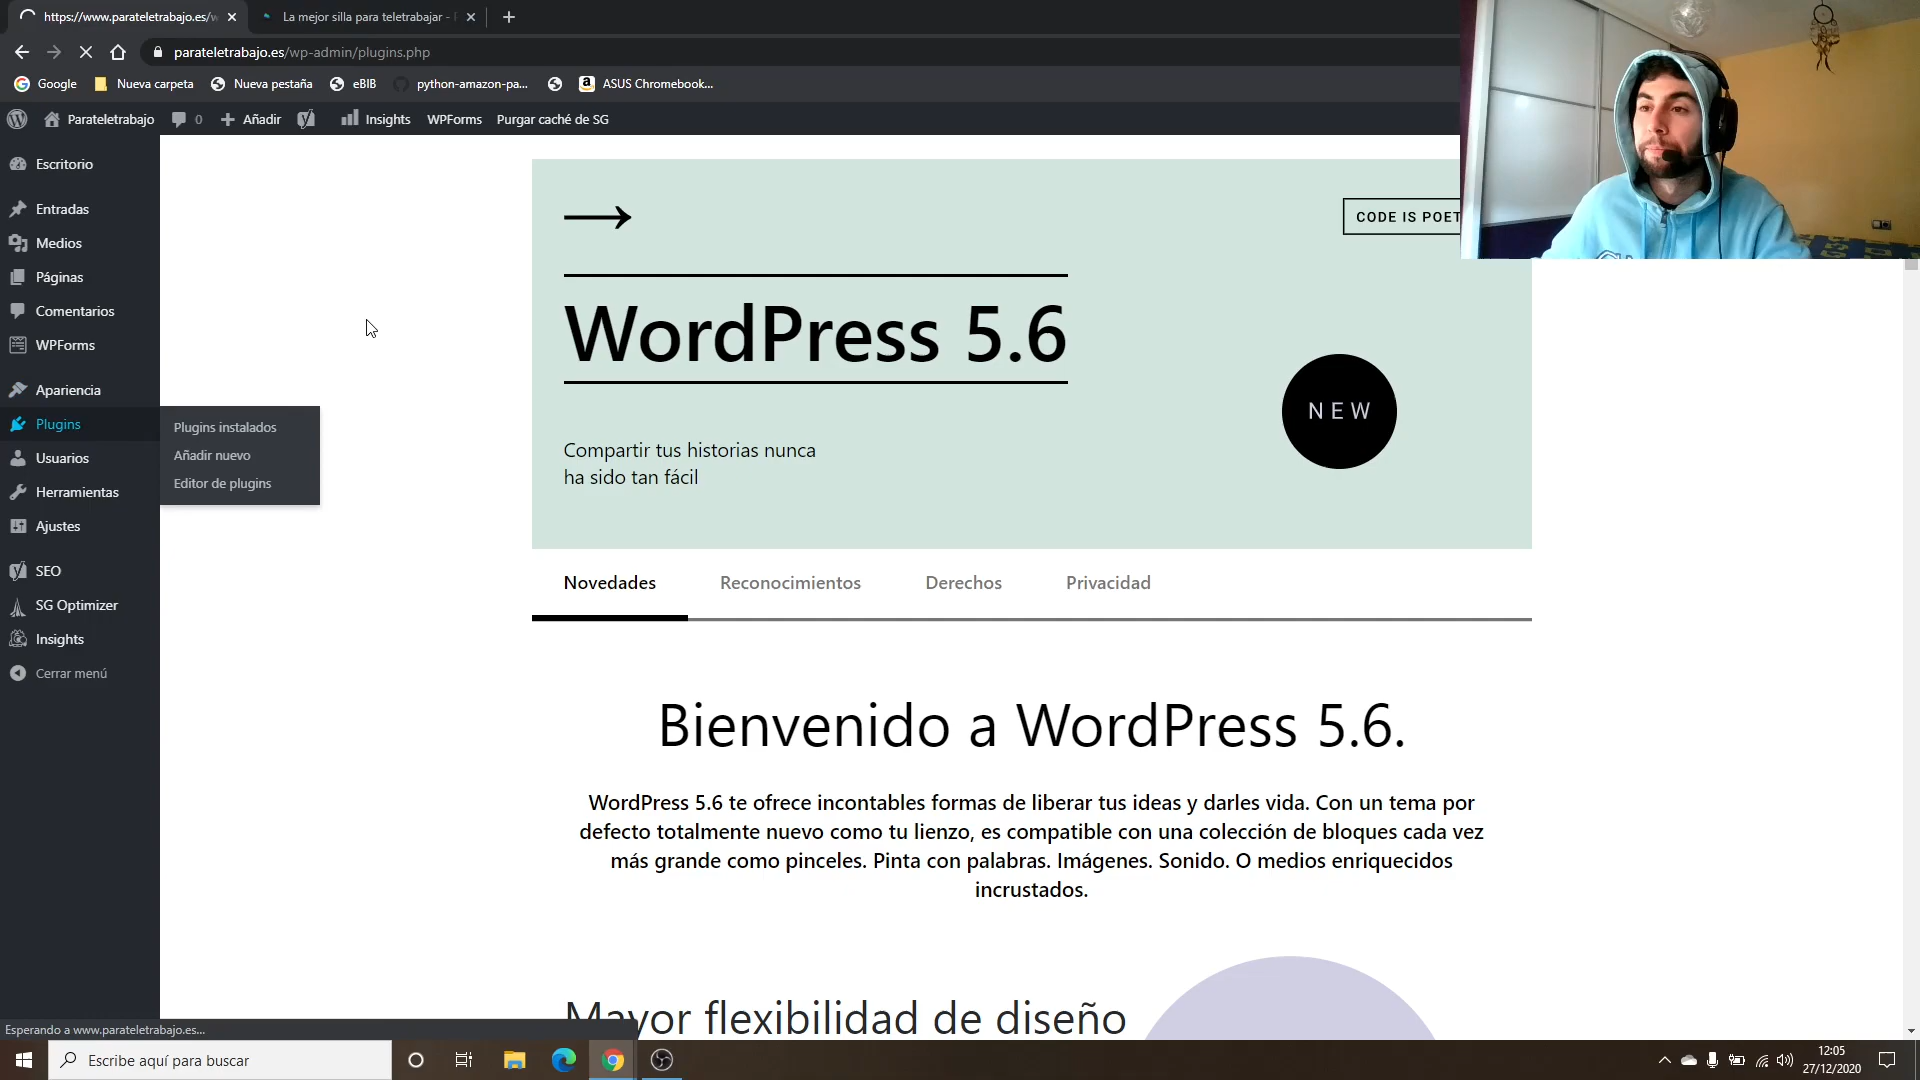 https://www.parateletrabajo.es/w
La mejor silla para teletrabajar -
parateletrabajo.es/wp-admin/plugins.php
Google
Nueva carpeta
Nueva pestaña
eBIB
python-amazon-pa...
ASUS Chromebook...
Parateletrabajo
0
Añadir
Insights
WPForms
Purgar caché de SG
Escritorio
Entradas
Medios
Páginas
Comentarios
WPForms
Apariencia
Plugins
Plugins instalados
Añadir nuevo
Editor de plugins
Usuarios
Herramientas
Ajustes
SEO
SG Optimizer
Insights
Cerrar menú
CODE IS POET
WordPress 5.6
NEW
Compartir tus historias nunca
ha sido tan fácil
Novedades
Reconocimientos
Derechos
Privacidad
Bienvenido a WordPress 5.6.
WordPress 5.6 te ofrece incontables formas de liberar tus ideas y darles vida. Con un tema por
defecto totalmente nuevo como tu lienzo, es compatible con una colección de bloques cada vez
más grande como pinceles. Pinta con palabras. Imágenes. Sonido. O medios enriquecidos
incrustados.
Mayor flexibilidad de diseño
Esperando a www.parateletrabajo.es...
Escribe aquí para buscar
12:05
27/12/2020